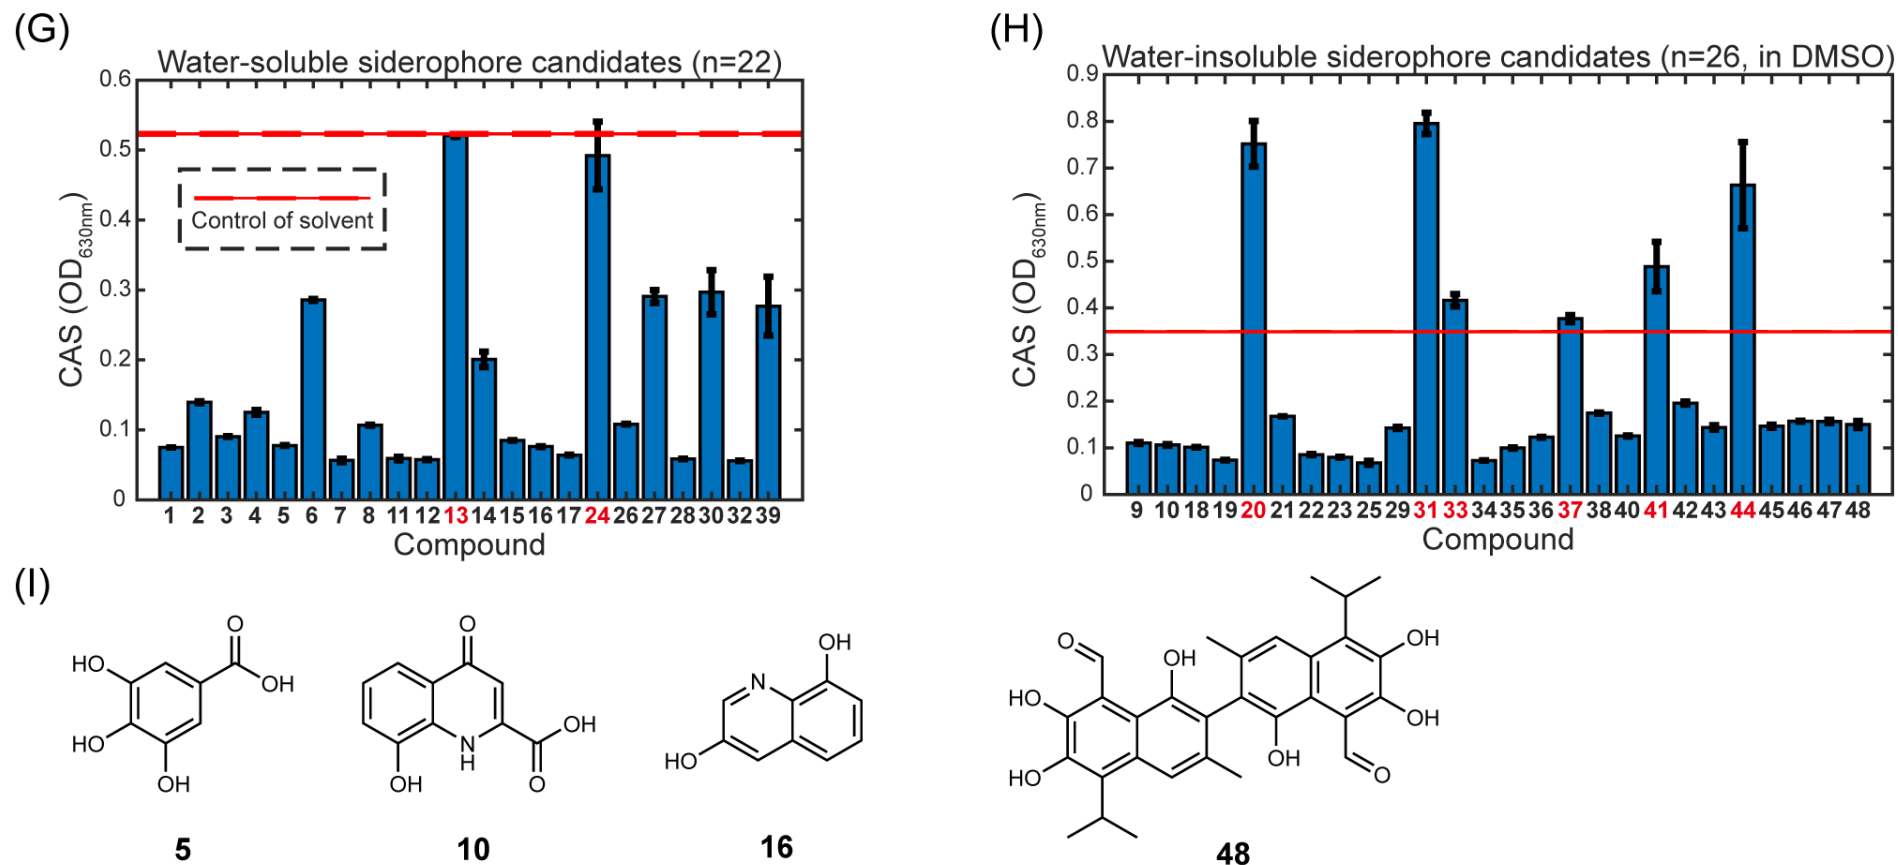 (G)
Water-soluble siderophore candidates (n=22)
0.6
0.5
0.4
0.3
0.2
0.1
0
CAS (OD630nm)
Control of solvent
1 2 3 4 5 6 7 8 11 12 13 14 15 16 17 24 26 27 28 30 32 39
Compound
(H)
Water-insoluble siderophore candidates (n=26, in DMSO)
0.9
0.8
0.7
0.6
0.5
0.4
0.3
0.2
0.1
0
CAS (OD630nm)
9 10 18 19 20 21 22 23 25 29 31 33 34 35 36 37 38 40 41 42 43 44 45 46 47 48
Compound
(I)
O
HO
OH
HO
OH
5
O
OH
N
H
OH
O
10
OH
N
HO
16
O
OH
OH
HO
OH
HO
OH
O
48